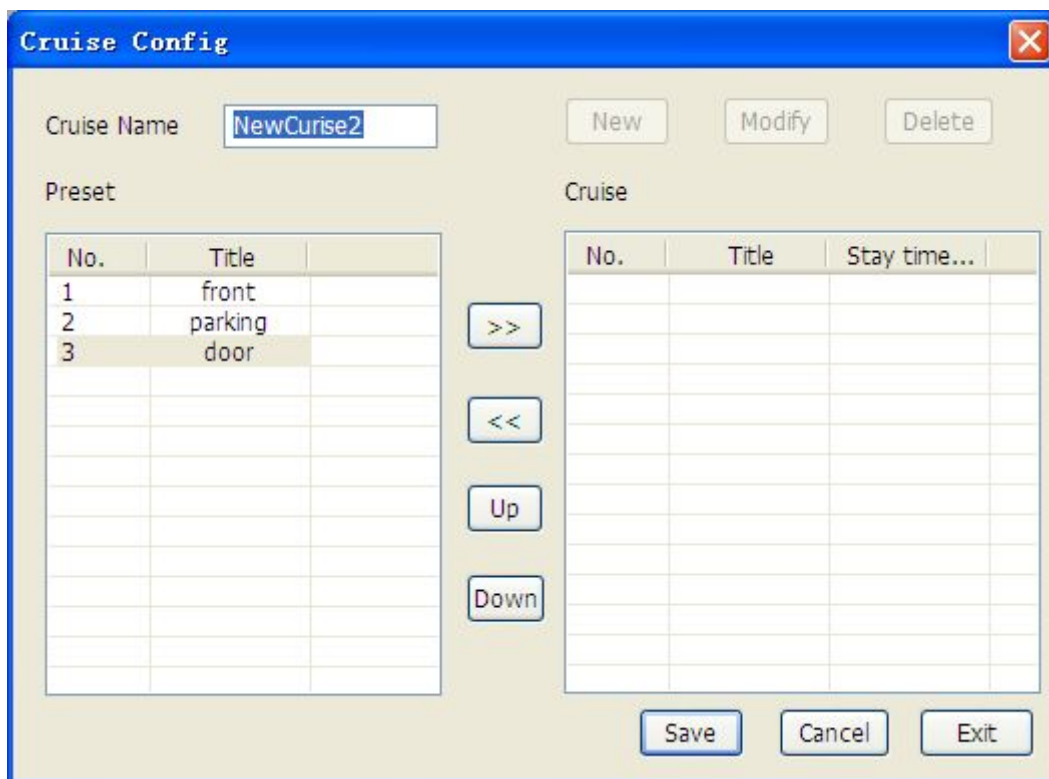 Cruise Config
Cruise Name NewCurise2 New Modify Delete
Preset Cruise
No. Title No. Title Stay time...
1 front
2 parking
3 door
>>
<<
Up
Down
Save Cancel Exit